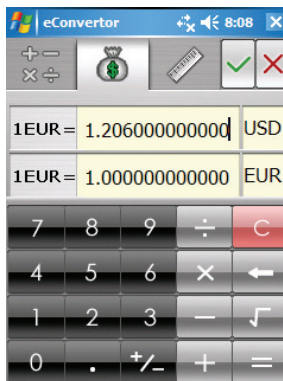 eConvertor 8:08
+ − × ÷ $
1EUR = 1.206000000000 USD
1EUR = 1.000000000000 EUR
7 8 9 ÷ C
4 5 6 × ←
1 2 3 − √
0 . +/- + =